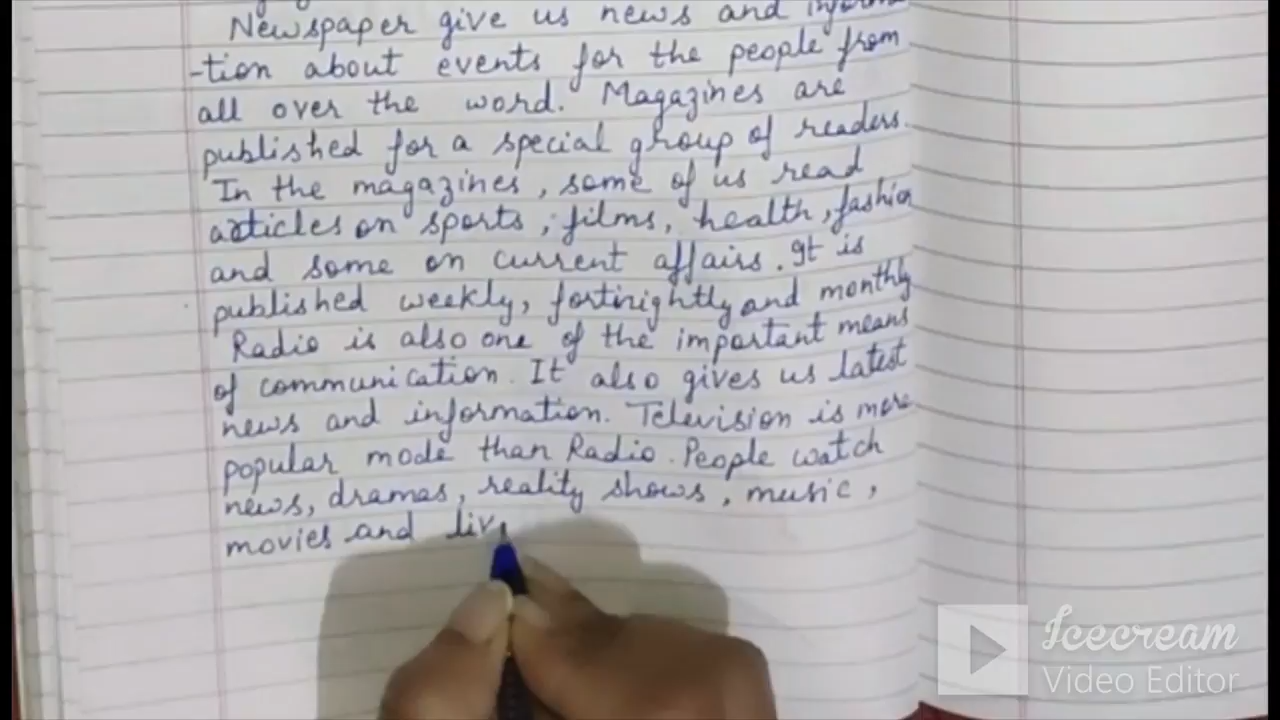 Newspaper give us news and informa
-tion about events for the people from
all over the word. Magazines are
published for a special group of readers.
In the magazines, some of us read
articles on sports, films, health, fashion
and some on current affairs. It is
published weekly, fortinightly and monthly
Radio is also one of the important means
of communication. It also gives us latest
news and information. Television is more
popular mode than Radio. People watch
news, dramas, reality shows, music,
movies and liv
Icecream
Video Editor